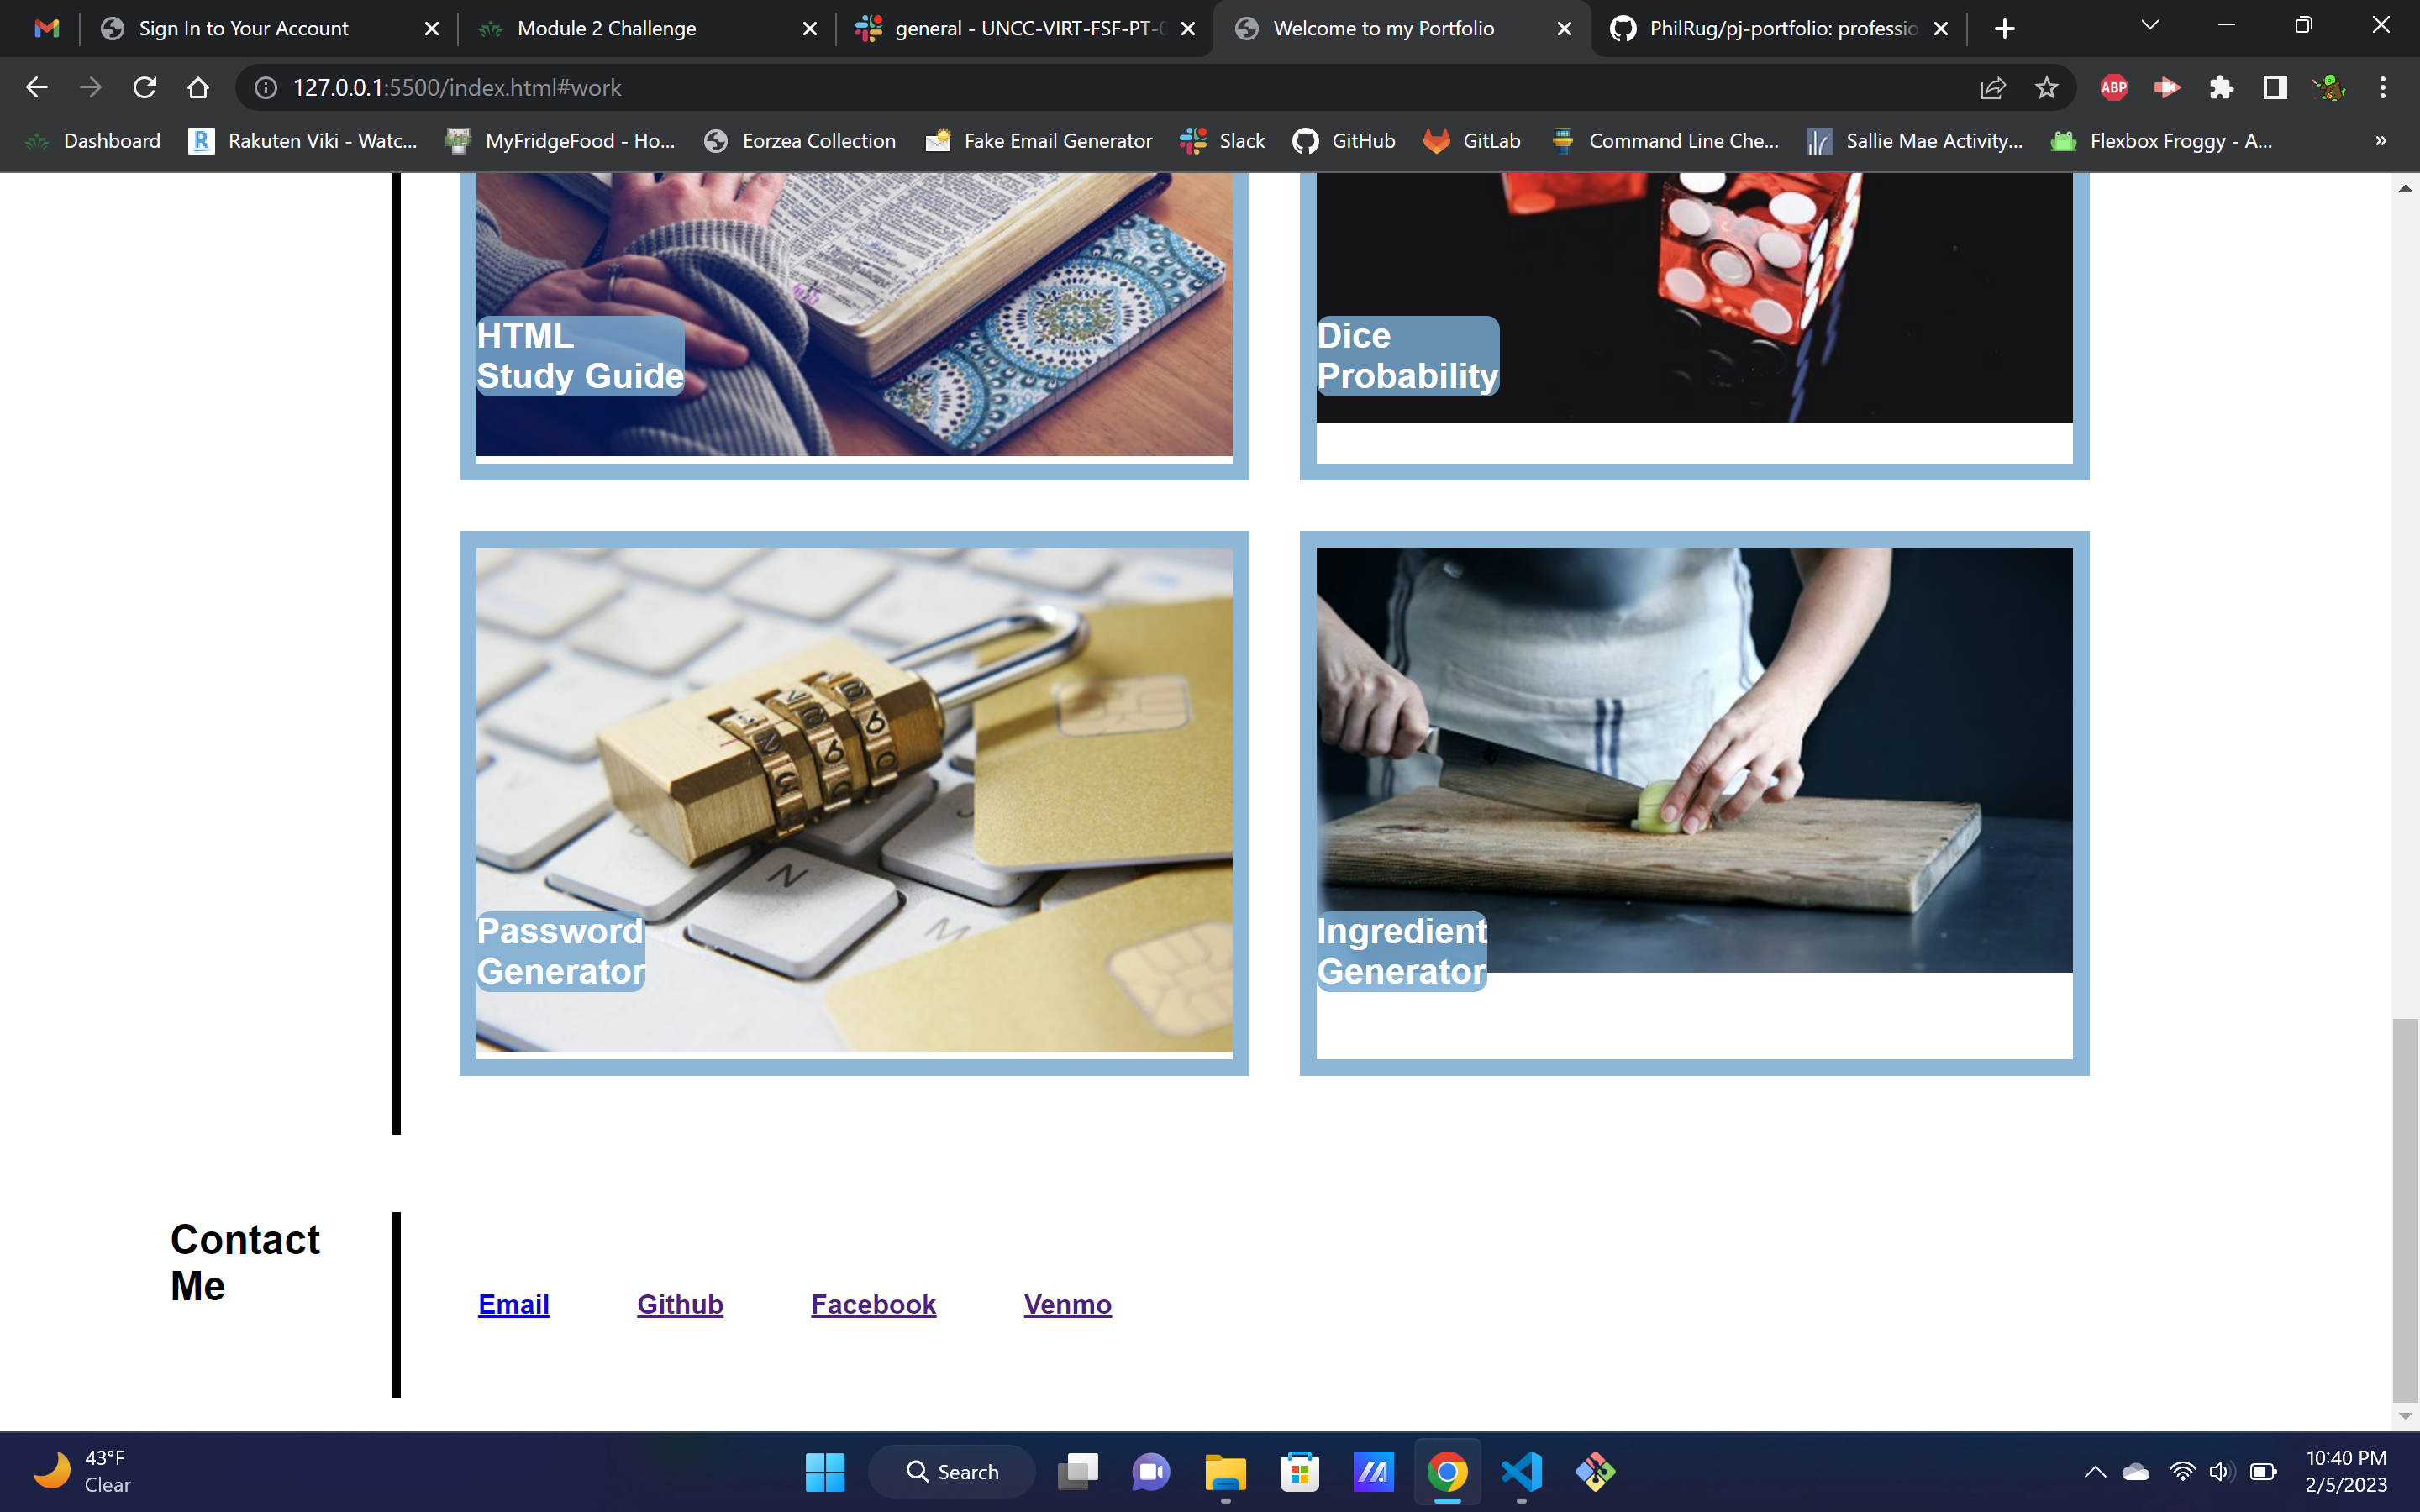 Sign In to Your Account
Module 2 Challenge
general - UNCC-VIRT-FSF-PT-
Welcome to my Portfolio
PhilRug/pj-portfolio: professio
127.0.0.1:5500/index.html#work
ABP
Dashboard
Rakuten Viki - Watc...
MyFridgeFood - Ho...
Eorzea Collection
Fake Email Generator
Slack
GitHub
GitLab
Command Line Che...
Sallie Mae Activity...
Flexbox Froggy - A...
»
HTML
Study Guide
Dice
Probability
Password
Generator
Ingredient
Generator
N
M
Contact
Me
Email
Github
Facebook
Venmo
43°F
Clear
Search
10:40 PM
2/5/2023